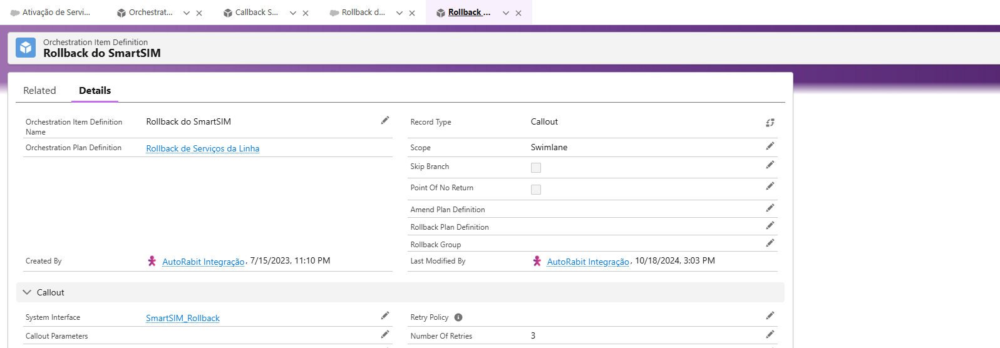 Ativação de Servi...
Orchestrat...
Callback S...
Rollback d...
Rollback ...
Orchestration Item Definition
Rollback do SmartSIM
Related
Details
Orchestration Item Definition Name
Rollback do SmartSIM
Record Type
Callout
Orchestration Plan Definition
Rollback de Serviços da Linha
Scope
Swimlane
Skip Branch
Point Of No Return
Amend Plan Definition
Rollback Plan Definition
Rollback Group
Created By
AutoRabit Integração, 7/15/2023, 11:10 PM
Last Modified By
AutoRabit Integração, 10/18/2024, 3:03 PM
Callout
System Interface
SmartSIM_Rollback
Retry Policy
Callout Parameters
Number Of Retries
3